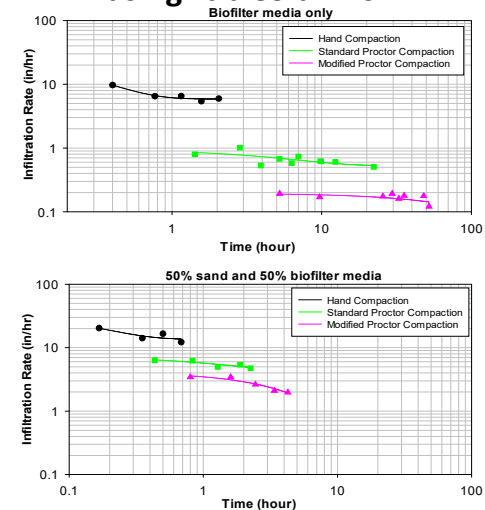 Biofilter media only
100
10
1
0.1
Infiltration Rate (in/hr)
Hand Compaction
Standard Proctor Compaction
Modified Proctor Compaction
1 10 100
Time (hour)
50% sand and 50% biofilter media
100
10
1
0.1
Infiltration Rate (in/hr)
Hand Compaction
Standard Proctor Compaction
Modified Proctor Compaction
0.1 1 10 100
Time (hour)